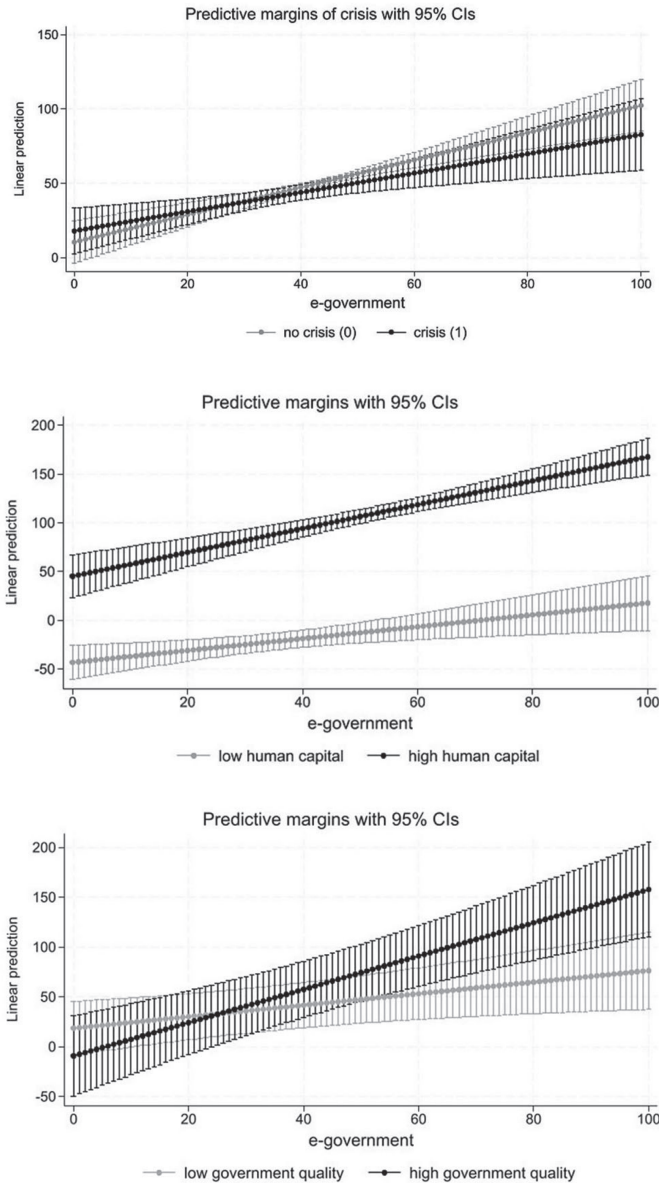 Predictive margins of crisis with 95% CIs
150
100
50
0
Linear prediction
0 20 40 60 80 100
e-government
no crisis (0) crisis (1)
Predictive margins with 95% CIs
200
150
100
50
0
-50
Linear prediction
0 20 40 60 80 100
e-government
low human capital high human capital
Predictive margins with 95% CIs
200
150
100
50
0
-50
Linear prediction
0 20 40 60 80 100
e-government
low government quality high government quality